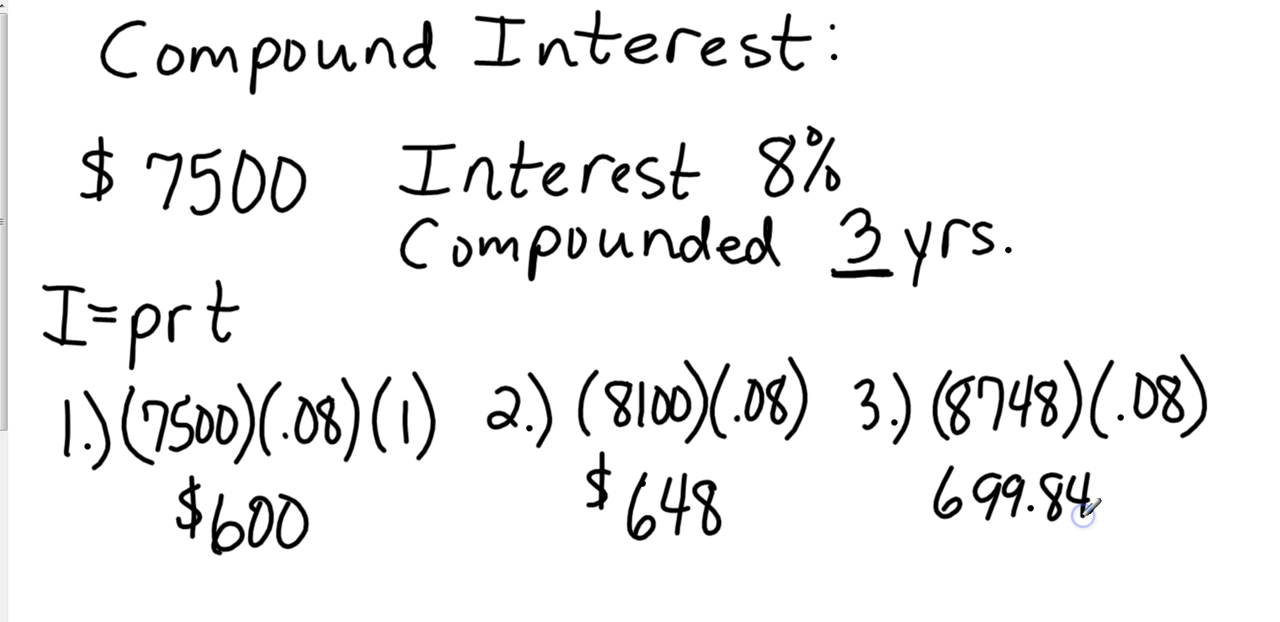 Compound Interest:
$ 7500 Interest 8%
Compounded 3 yrs.
I=prt
1.) (7500)(.08)(1) 2.) (8100)(.08) 3.) (8748)(.08)
$600 $648 699.84